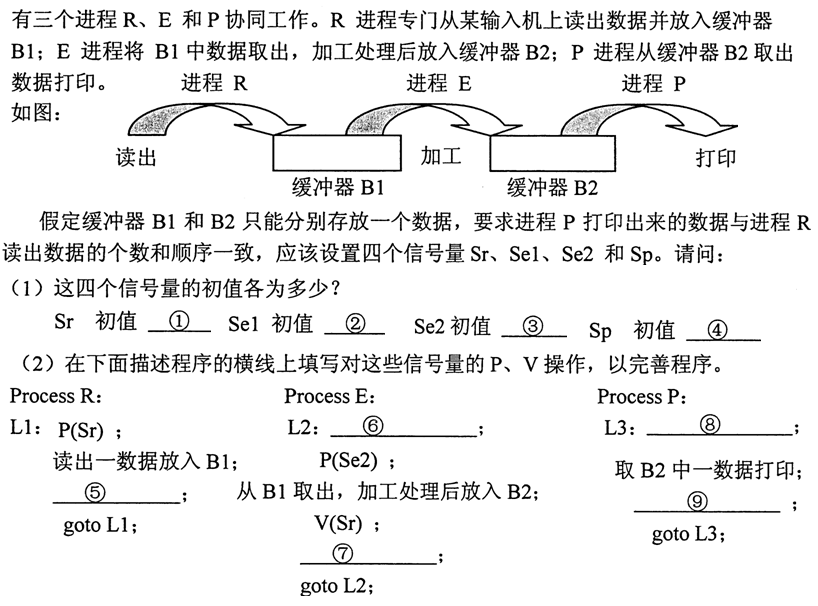 有三个进程 R、E 和 P 协同工作。R 进程专门从某输入机上读出数据并放入缓冲器
B1；E 进程将 B1 中数据取出，加工处理后放入缓冲器 B2；P 进程从缓冲器 B2 取出
数据打印。 进程 R 进程 E 进程 P
如图：
读出 加工 打印
缓冲器 B1 缓冲器 B2
假定缓冲器 B1 和 B2 只能分别存放一个数据，要求进程 P 打印出来的数据与进程 R
读出数据的个数和顺序一致，应该设置四个信号量 Sr、Se1、Se2 和 Sp。请问：
（1）这四个信号量的初值各为多少？
Sr 初值 ① Se1 初值 ② Se2 初值 ③ Sp 初值 ④
（2）在下面描述程序的横线上填写对这些信号量的 P、V 操作，以完善程序。
Process R： Process E： Process P：
L1： P(Sr) ； L2： ⑥ ； L3： ⑧ ；
读出一数据放入 B1； P(Se2) ； 取 B2 中一数据打印；
⑤ ； 从 B1 取出，加工处理后放入 B2； ⑨ ；
goto L1； V(Sr) ； goto L3；
⑦ ；
goto L2；